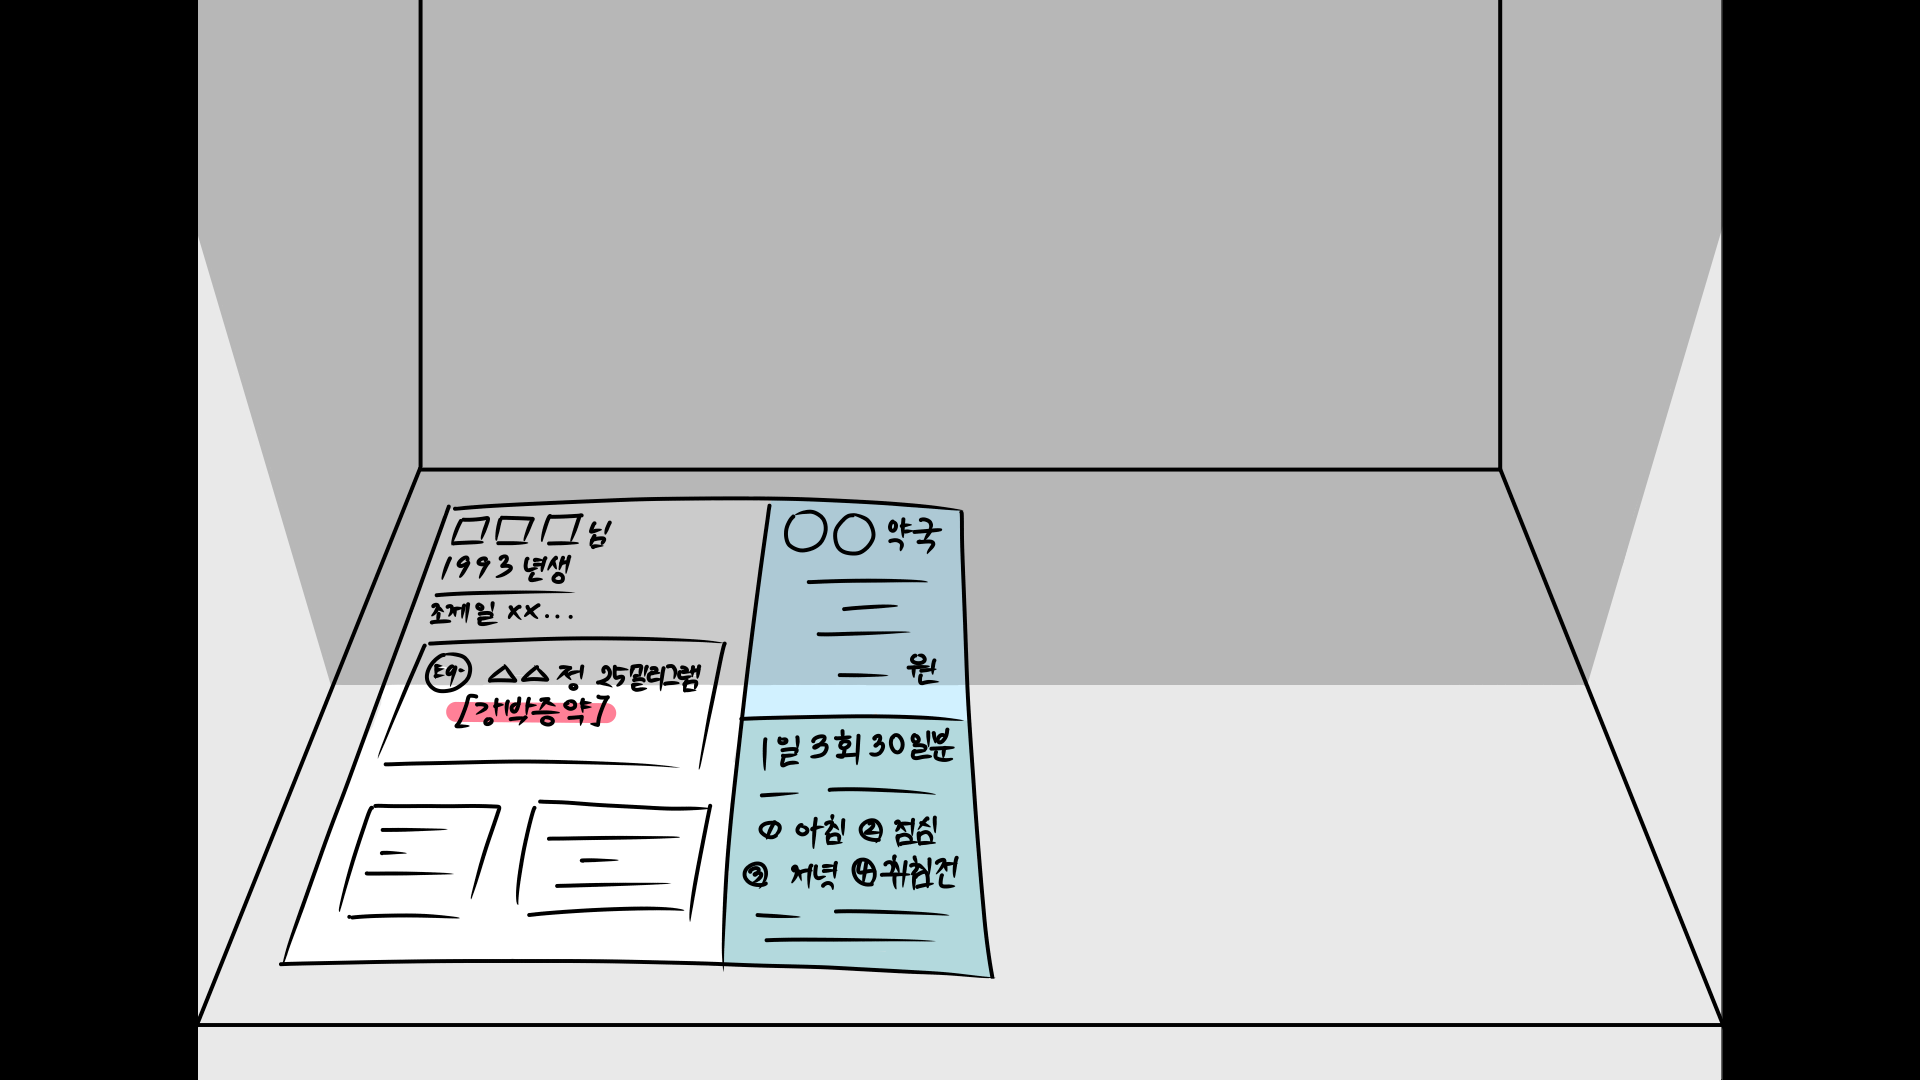 □□□님
1993년생
조제일 xx...
△△정 25밀리그램
[강박증약]
○○약국
원
1일 3회 30일분
① 아침 ② 점심
③ 저녁 ④ 취침전